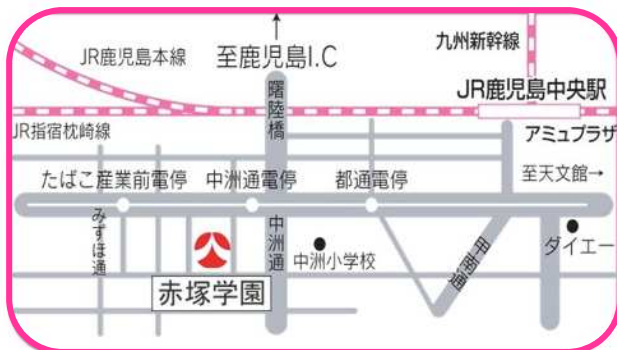 九州新幹線
JR鹿児島本線
至鹿児島I.C
JR鹿児島中央駅
曙陸橋
JR指宿枕崎線
アミュプラザ
たばこ産業前電停
中洲通電停
都通電停
至天文館→
みずほ通
中洲通
中洲小学校
甲南通
ダイエー
赤塚学園